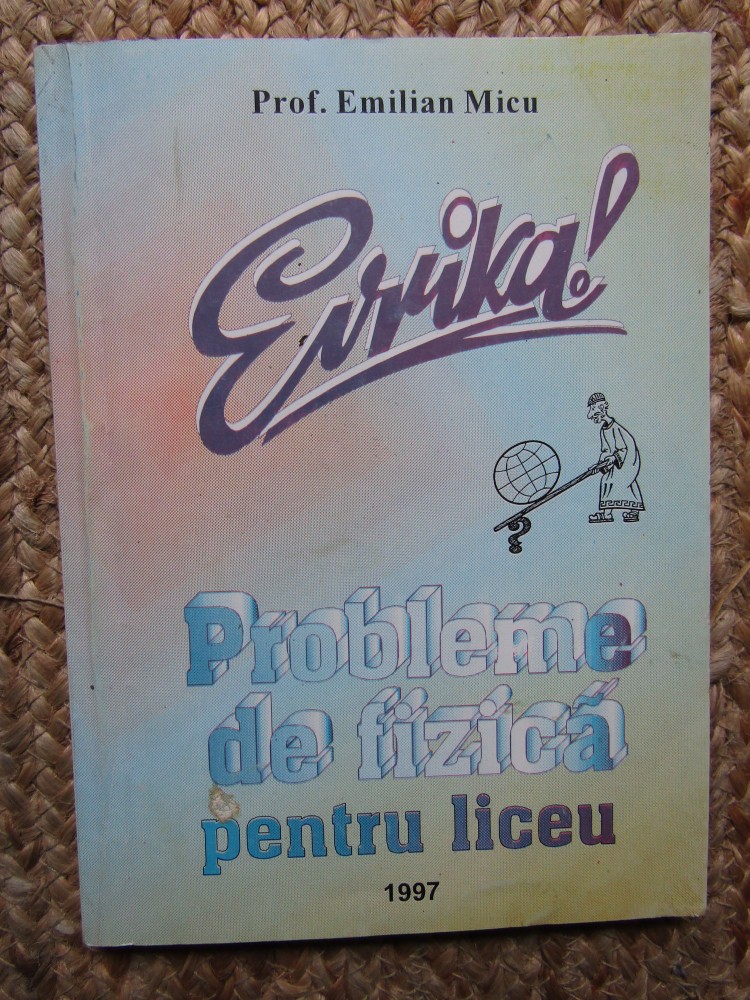 Prof. Emilian Micu
Evrika!
Probleme
de fizică
pentru liceu
?
1997